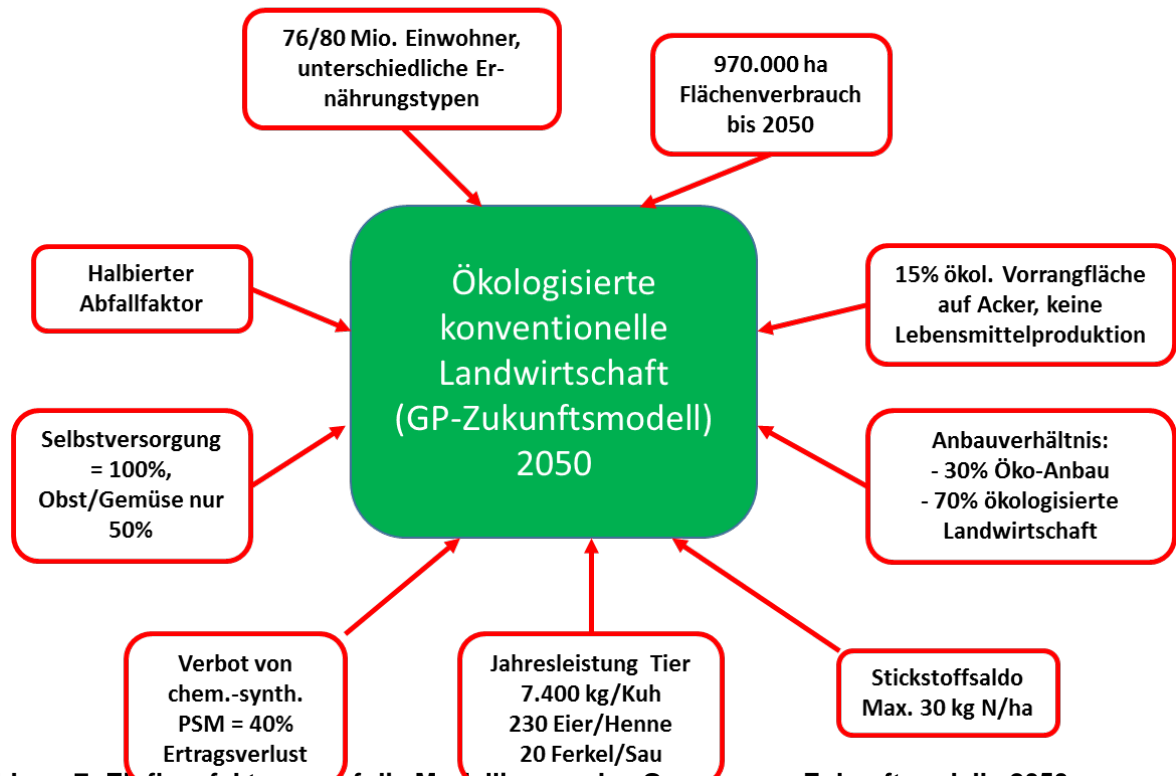 76/80 Mio. Einwohner,
unterschiedliche Er-
nährungstypen
970.000 ha
Flächenverbrauch
bis 2050
Halbierter
Abfallfaktor
Ökologisierte
konventionelle
Landwirtschaft
(GP-Zukunftsmodell)
2050
15% ökol. Vorrangfläche
auf Acker, keine
Lebensmittelproduktion
Selbstversorgung
= 100%,
Obst/Gemüse nur
50%
Anbauverhältnis:
- 30% Öko-Anbau
- 70% ökologisierte
Landwirtschaft
Verbot von
chem.-synth.
PSM = 40%
Ertragsverlust
Jahresleistung Tier
7.400 kg/Kuh
230 Eier/Henne
20 Ferkel/Sau
Stickstoffsaldo
Max. 30 kg N/ha